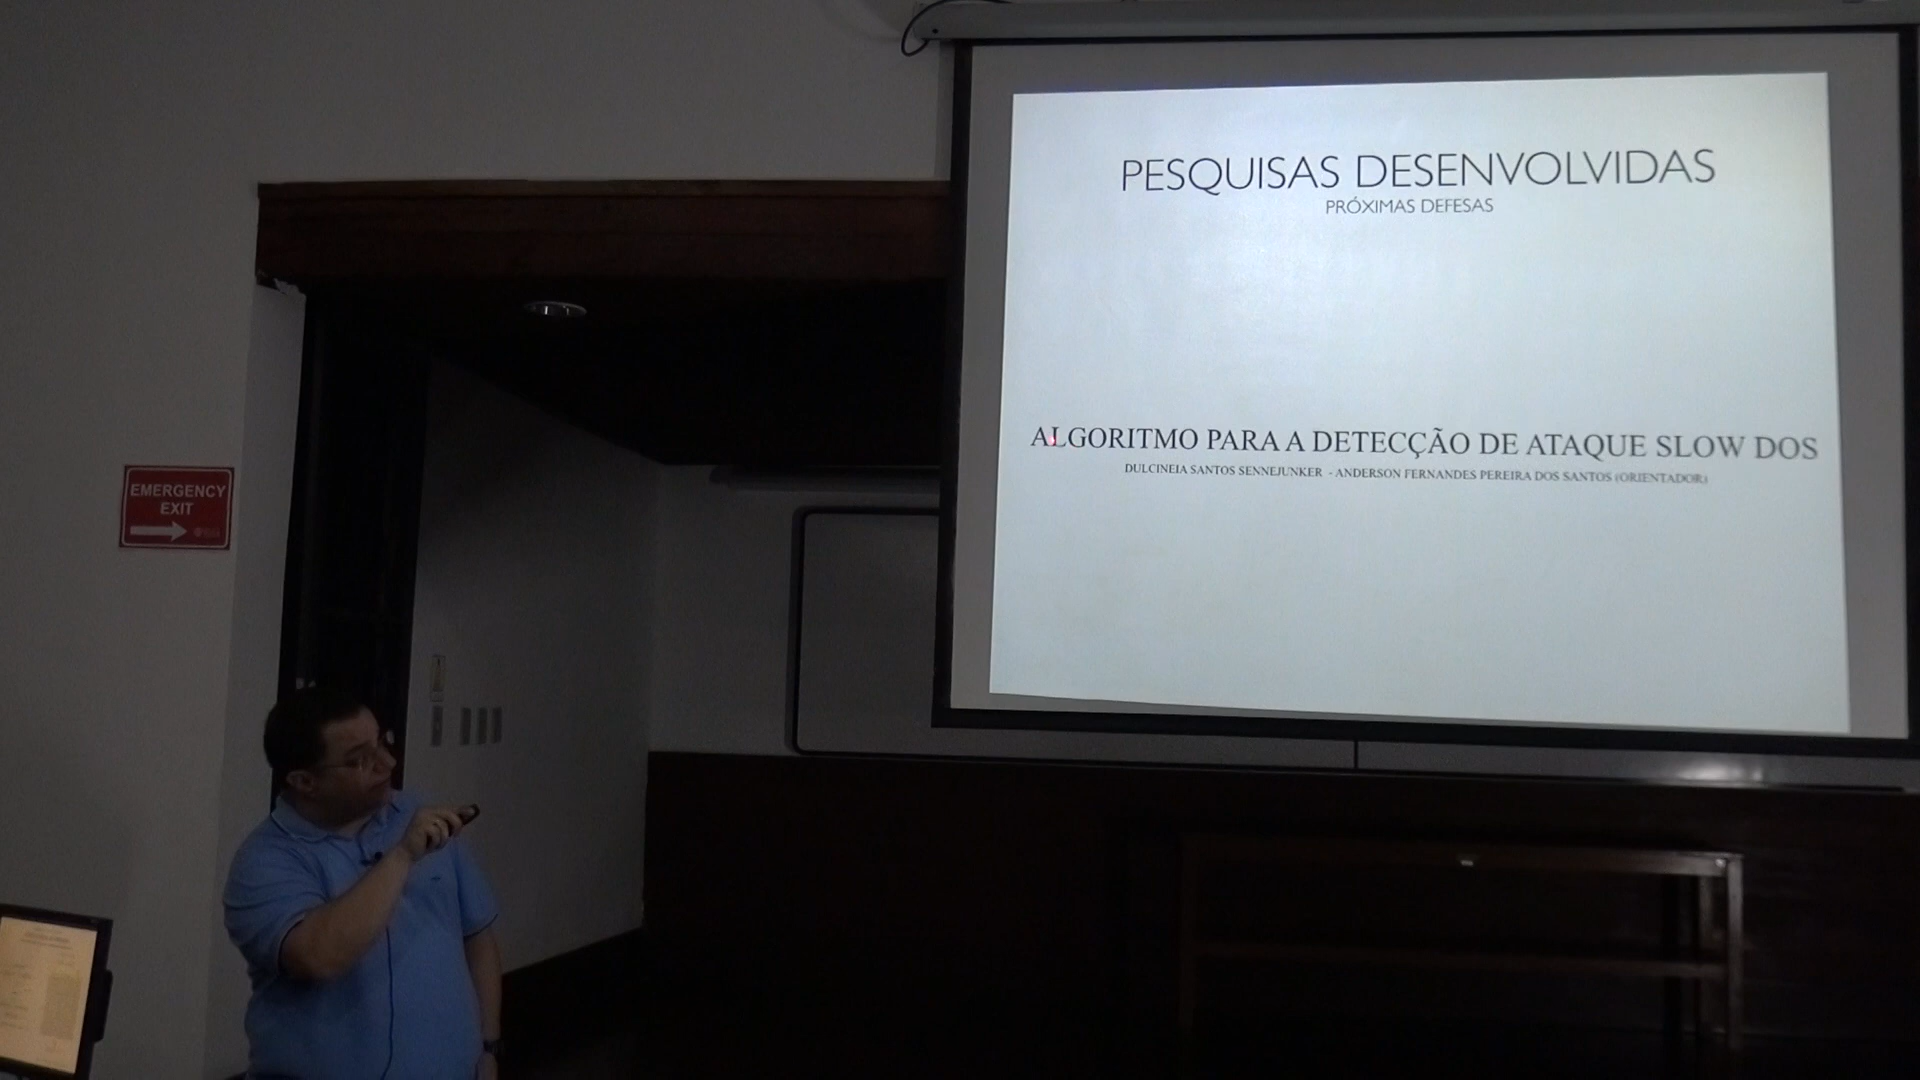 PESQUISAS DESENVOLVIDAS
PRÓXIMAS DEFESAS
ALGORITMO PARA A DETECÇÃO DE ATAQUE SLOW DOS
DULCINEIA SANTOS SENNEJUNKER - ANDERSON FERNANDES PEREIRA DOS SANTOS (ORIENTADOR)
EMERGENCY
EXIT